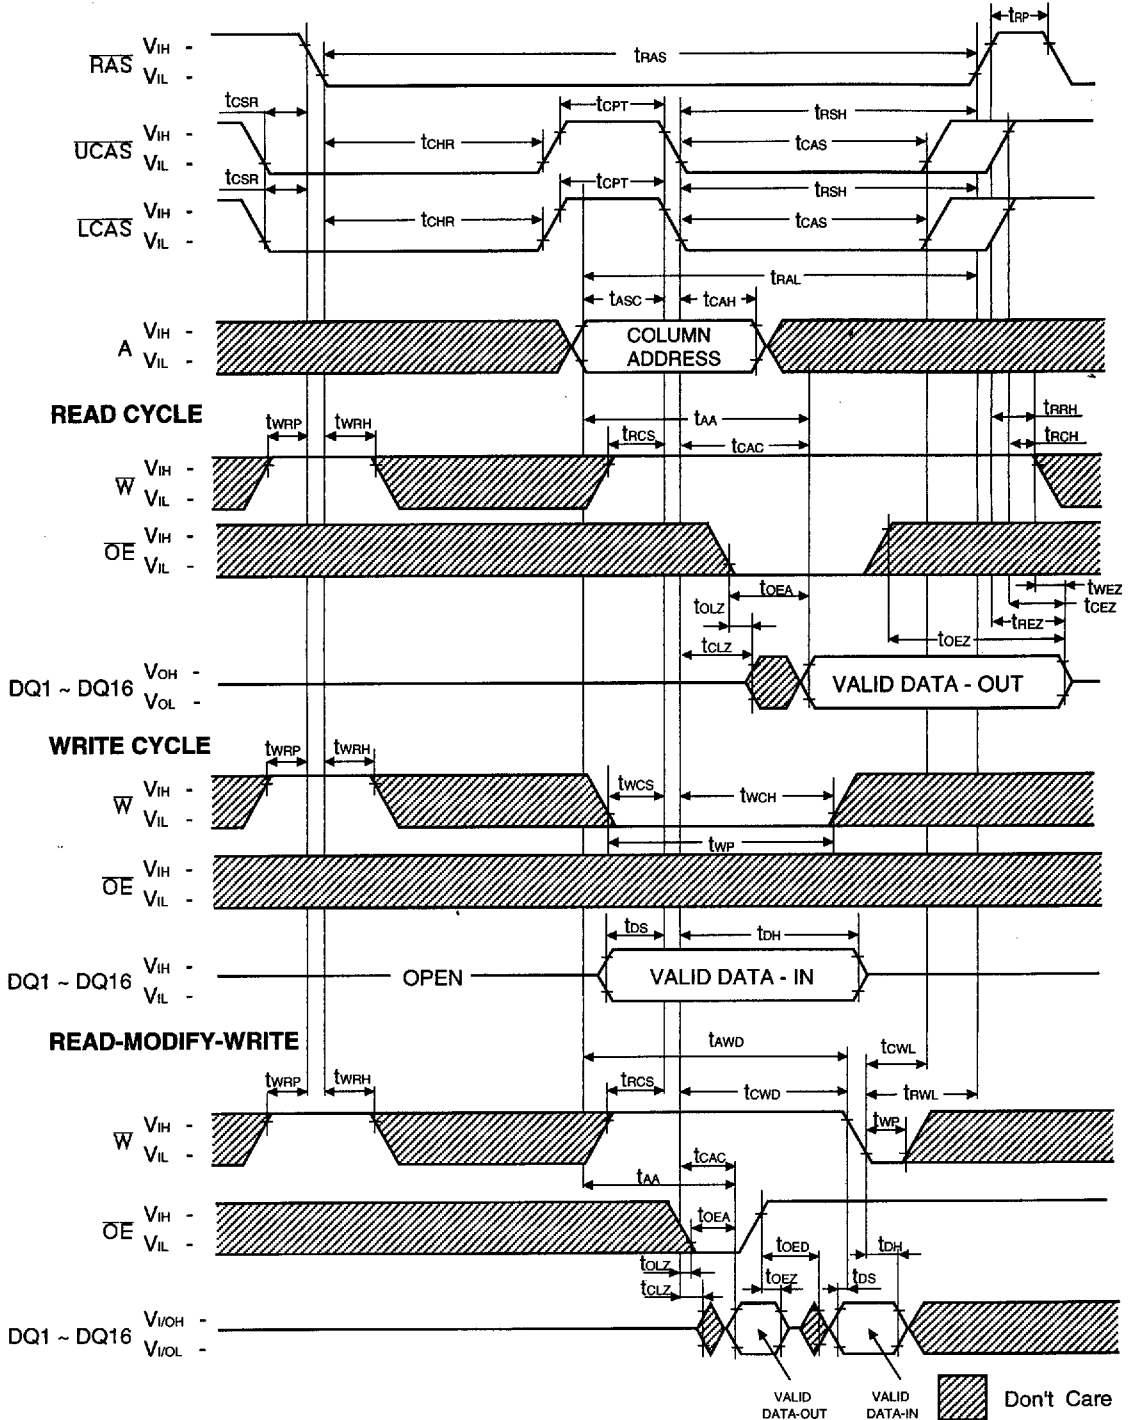 tRP
RAS VIH -
VIL -
tRAS
tCSR
tCPT
tRSH
UCAS VIH -
VIL -
tCHR
tCAS
tCSR
tCPT
tRSH
LCAS VIH -
VIL -
tCHR
tCAS
tRAL
tASC
tCAH
A VIH -
VIL -
COLUMN
ADDRESS
READ CYCLE
tWRP
tWRH
tAA
tRRH
tRCS
tCAC
tRCH
W VIH -
VIL -
OE VIH -
VIL -
tOEA
tWEZ
tOLZ
tCEZ
tREZ
tOEZ
tCLZ
DQ1 ~ DQ16 VOH -
VOL -
VALID DATA - OUT
WRITE CYCLE
tWRP
tWRH
W VIH -
VIL -
tWCS
tWCH
tWP
OE VIH -
VIL -
tDS
tDH
DQ1 ~ DQ16 VIH -
VIL -
OPEN
VALID DATA - IN
READ-MODIFY-WRITE
tAWD
tCWL
tWRP
tWRH
tRCS
tCWD
tRWL
W VIH -
VIL -
tWP
tCAC
tAA
OE VIH -
VIL -
tOEA
tOED
tDH
tOLZ
tOEZ
tDS
tCLZ
DQ1 ~ DQ16 VI/OH -
VI/OL -
VALID
DATA-OUT
VALID
DATA-IN
Don't Care